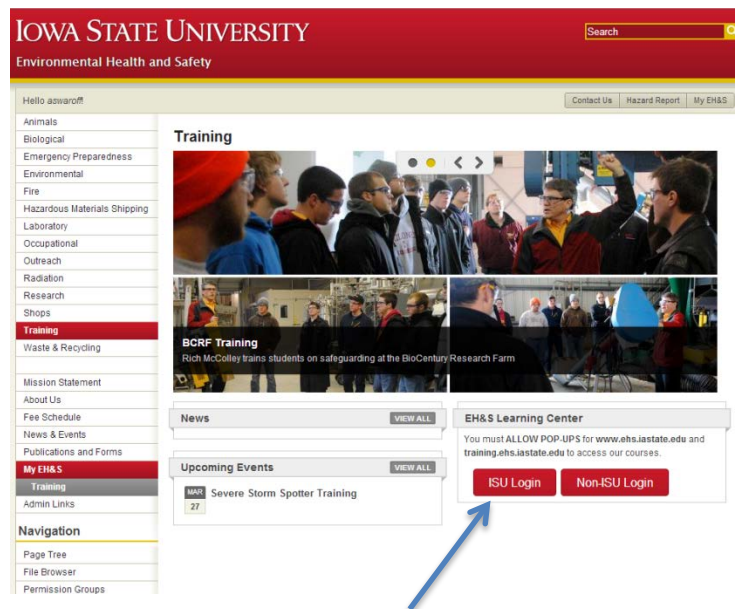 IOWA STATE UNIVERSITY
Search
Environmental Health and Safety
Hello aswaroff!
Contact Us
Hazard Report
My EH&S
Animals
Biological
Emergency Preparedness
Environmental
Fire
Hazardous Materials Shipping
Laboratory
Occupational
Outreach
Radiation
Research
Shops
Training
Waste & Recycling
Mission Statement
About Us
Fee Schedule
News & Events
Publications and Forms
My EH&S
Training
Admin Links
Navigation
Page Tree
File Browser
Permission Groups
Training
BCRF Training
Rich McColley trains students on safeguarding at the BioCentury Research Farm
News
VIEW ALL
Upcoming Events
VIEW ALL
MAR
27
Severe Storm Spotter Training
EH&S Learning Center
You must ALLOW POP-UPS for www.ehs.iastate.edu and
training.ehs.iastate.edu to access our courses.
ISU Login
Non-ISU Login